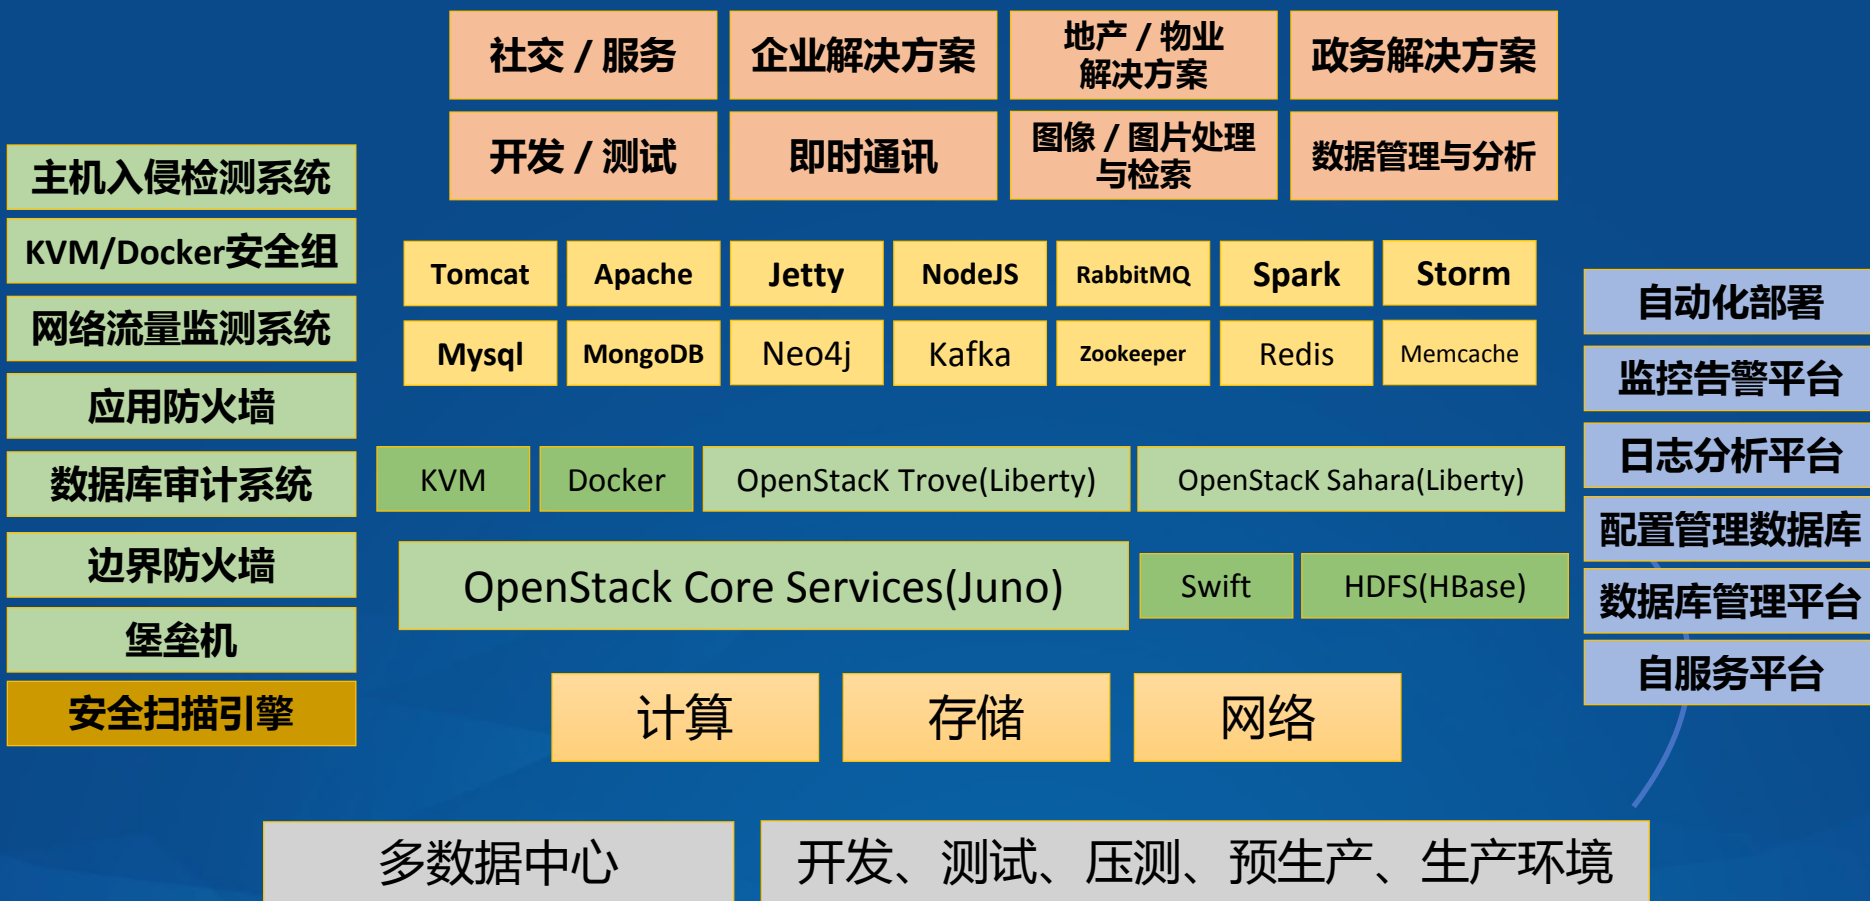 社交 / 服务
企业解决方案
地产 / 物业
解决方案
政务解决方案
开发 / 测试
即时通讯
图像 / 图片处理
与检索
数据管理与分析
主机入侵检测系统
KVM/Docker安全组
网络流量监测系统
应用防火墙
数据库审计系统
边界防火墙
堡垒机
安全扫描引擎
Tomcat
Apache
Jetty
NodeJS
RabbitMQ
Spark
Storm
Mysql
MongoDB
Neo4j
Kafka
Zookeeper
Redis
Memcache
KVM
Docker
OpenStacK Trove(Liberty)
OpenStacK Sahara(Liberty)
OpenStack Core Services(Juno)
Swift
HDFS(HBase)
计算
存储
网络
自动化部署
监控告警平台
日志分析平台
配置管理数据库
数据库管理平台
自服务平台
多数据中心
开发、测试、压测、预生产、生产环境